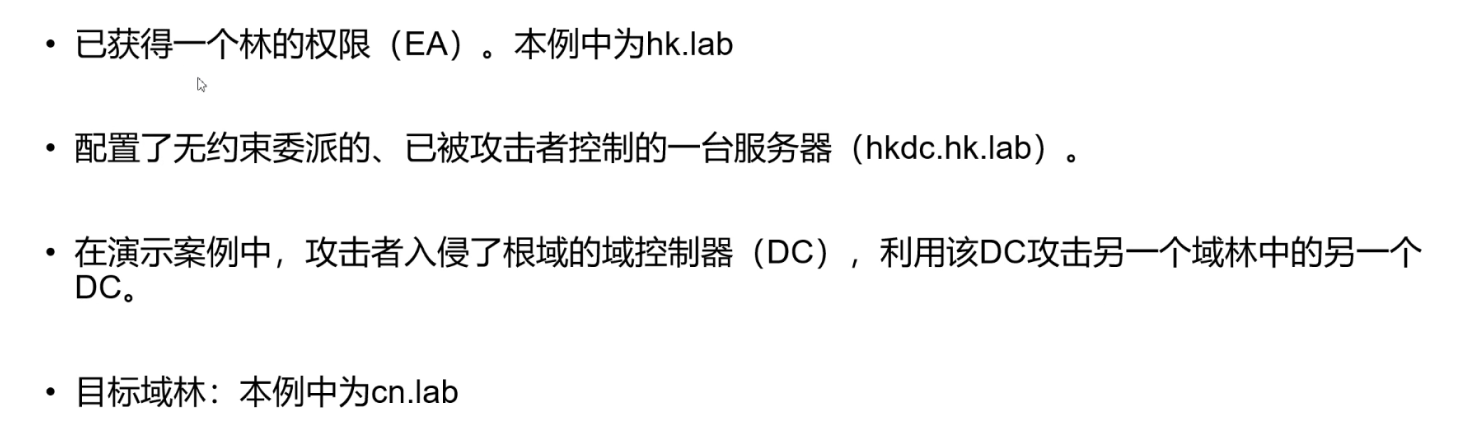 • 已获得一个林的权限（EA）。本例中为hk.lab
• 配置了无约束委派的、已被攻击者控制的一台服务器（hkdc.hk.lab）。
• 在演示案例中，攻击者入侵了根域的域控制器（DC），利用该DC攻击另一个域林中的另一个
DC。
• 目标域林：本例中为cn.lab